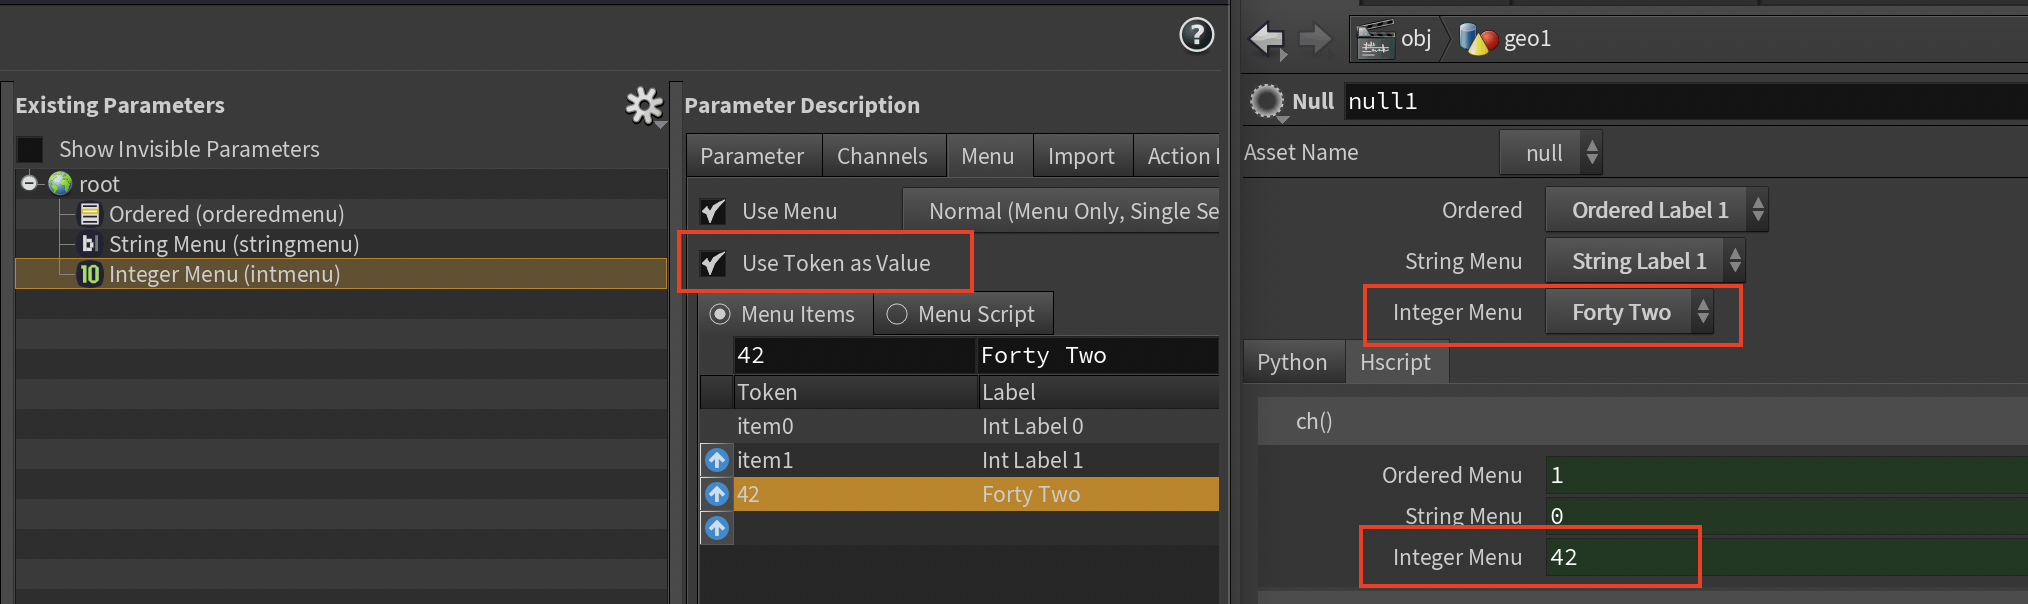 ?
Existing Parameters
Show Invisible Parameters
root
Ordered (orderedmenu)
String Menu (stringmenu)
10 Integer Menu (intmenu)
Parameter Description
Parameter Channels Menu Import Action
Use Menu Normal (Menu Only, Single Se
Use Token as Value
Menu Items Menu Script
42 Forty Two
Token Label
item0 Int Label 0
item1 Int Label 1
42 Forty Two
obj geo1
Null null1
Asset Name null
Ordered Ordered Label 1
String Menu String Label 1
Integer Menu Forty Two
Python Hscript
ch()
Ordered Menu 1
String Menu 0
Integer Menu 42